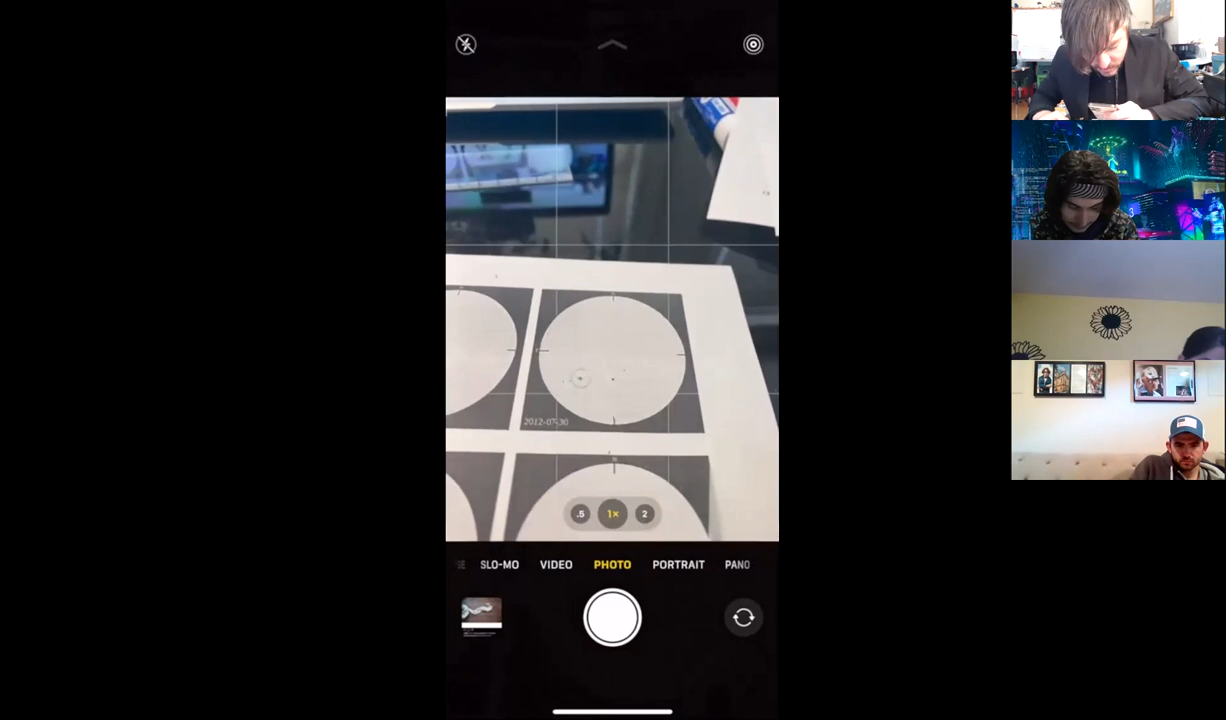 2012-07-30
.5
1×
2
SLO-MO
VIDEO
PHOTO
PORTRAIT
PANO